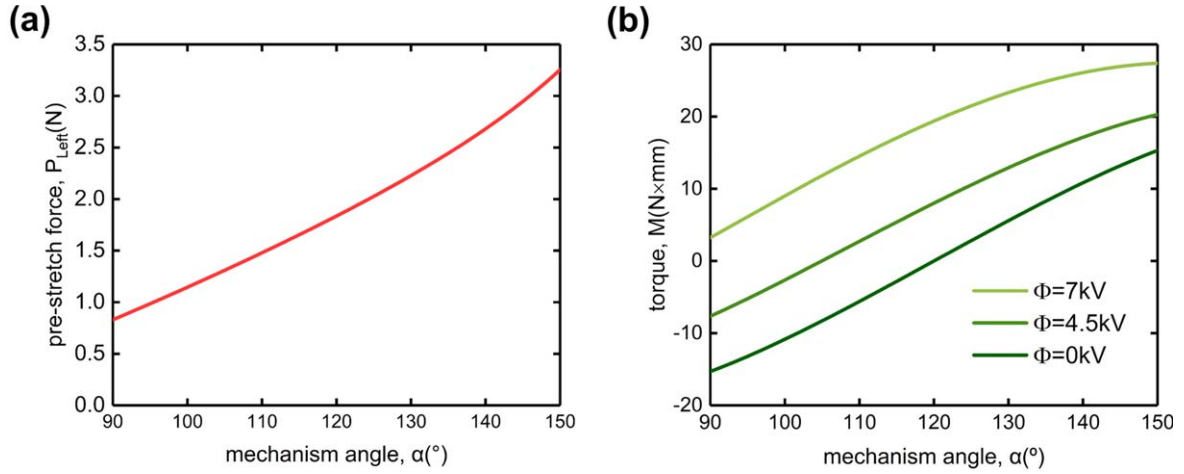 (a)
3.5
3.0
2.5
2.0
1.5
1.0
0.5
0.0
pre-stretch force, P_Left(N)
90 100 110 120 130 140 150
mechanism angle, α(°)
(b)
30
20
10
0
-10
-20
torque, M(N×mm)
Φ=7kV
Φ=4.5kV
Φ=0kV
90 100 110 120 130 140 150
mechanism angle, α(º)